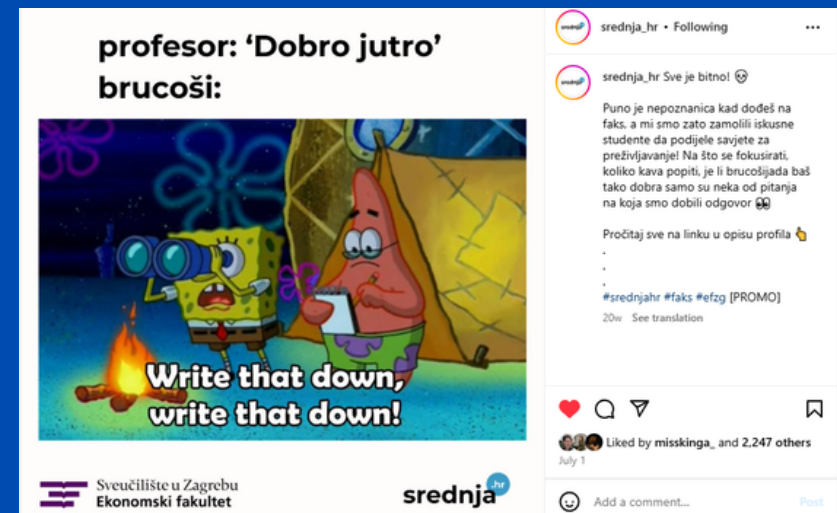 profesor: ‘Dobro jutro’
brucoši:
Write that down,
write that down!
Sveučilište u Zagrebu
Ekonomski fakultet
srednja
.hr
srednja_hr • Following
srednja_hr Sve je bitno! 💀
Puno je nepoznanica kad dođeš na
faks, a mi smo zato zamolili iskusne
studente da podijele savjete za
preživljavanje! Na što se fokusirati,
koliko kava popiti, je li brucošijada baš
tako dobra samo su neka od pitanja
na koja smo dobili odgovor 👀
Pročitaj sve na linku u opisu profila 👆
.
.
.
#srednjahr #faks #efzg [PROMO]
20w See translation
Liked by misskinga_ and 2,247 others
July 1
Add a comment...
Post